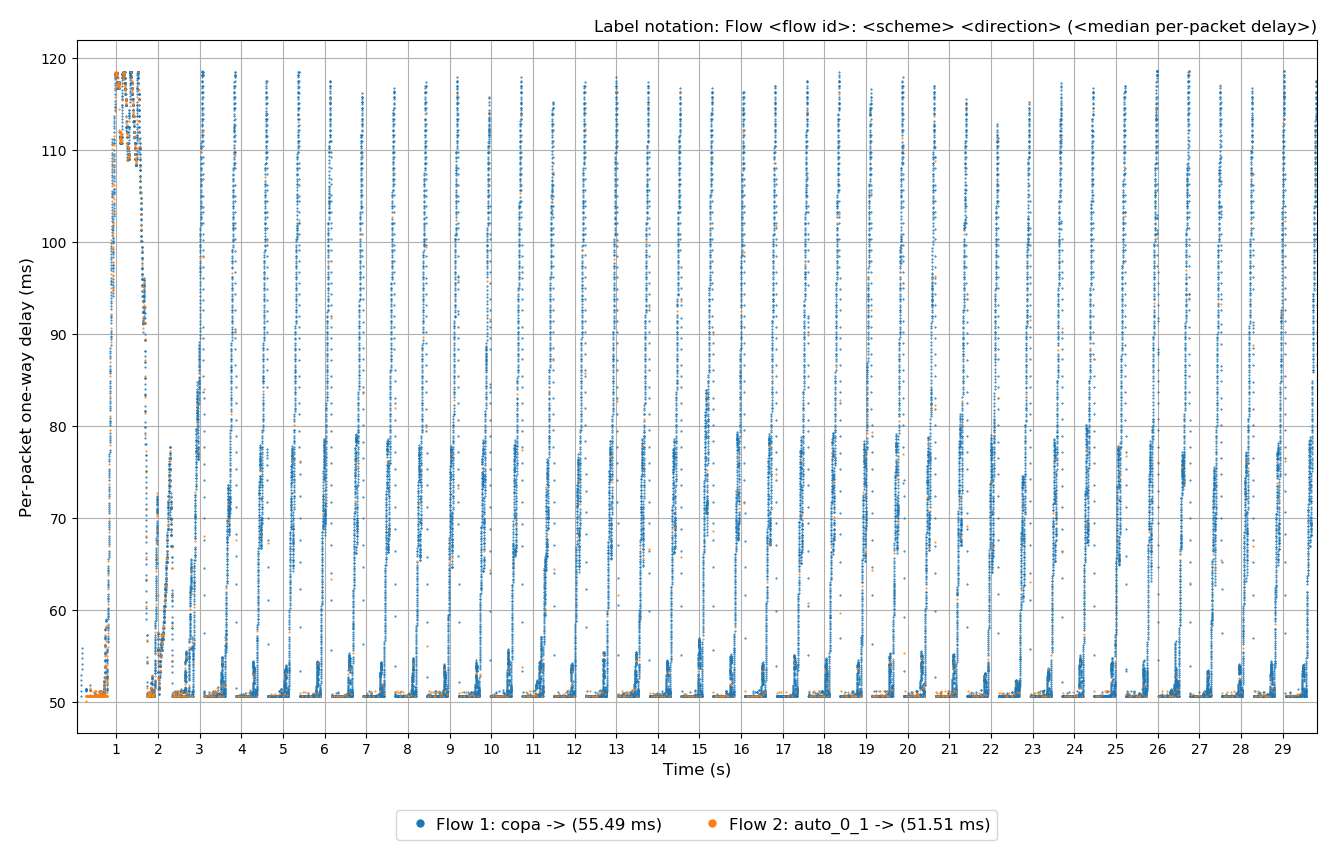 Label notation: Flow <flow id>: <scheme> <direction> (<median per-packet delay>)
120
110
100
90
80
70
60
50
Per-packet one-way delay (ms)
1 2 3 4 5 6 7 8 9 10 11 12 13 14 15 16 17 18 19 20 21 22 23 24 25 26 27 28 29
Time (s)
Flow 1: copa -> (55.49 ms) Flow 2: auto_0_1 -> (51.51 ms)